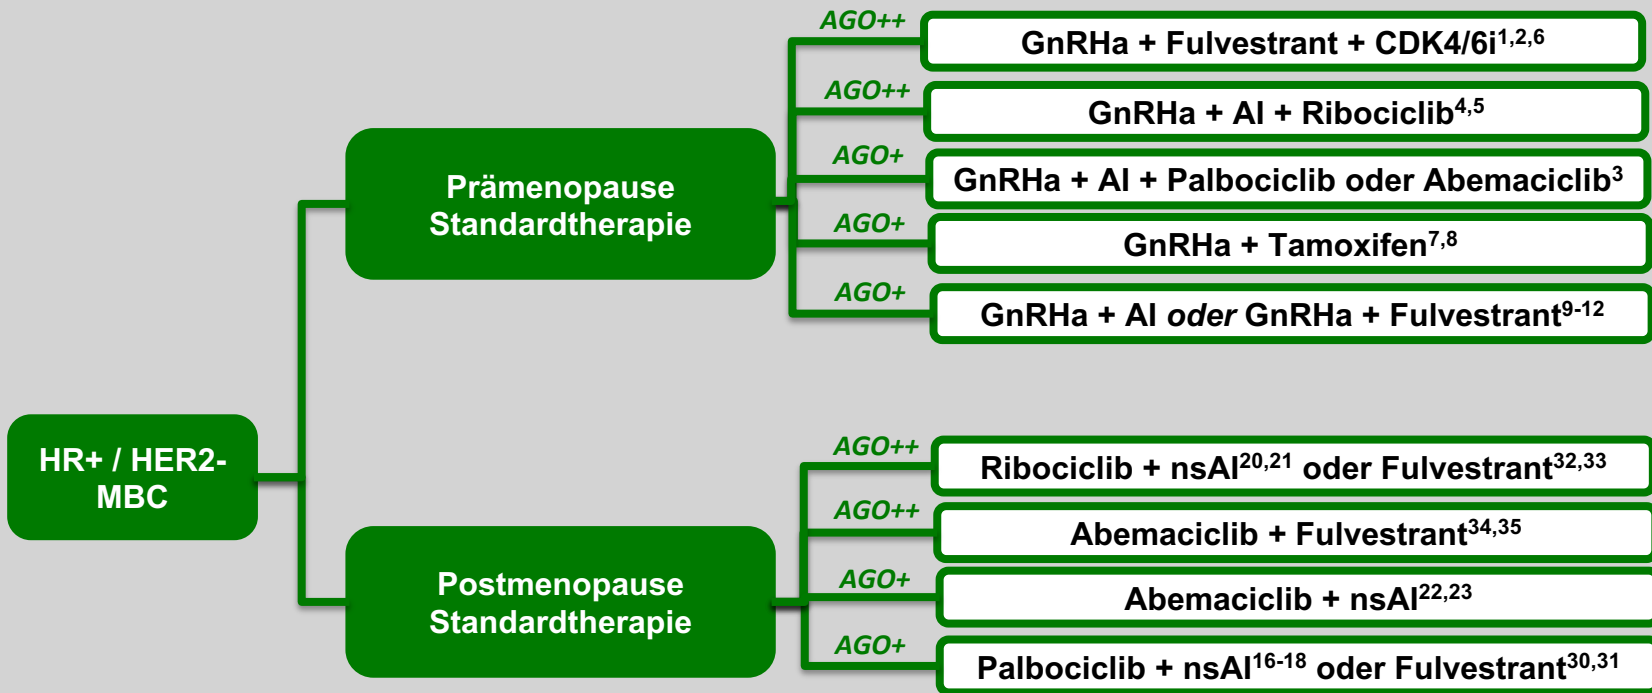 AGO++
GnRHa + Fulvestrant + CDK4/6i1,2,6
AGO++
GnRHa + AI + Ribociclib4,5
AGO+
GnRHa + AI + Palbociclib oder Abemaciclib3
Prämenopause
Standardtherapie
AGO+
GnRHa + Tamoxifen7,8
AGO+
GnRHa + AI oder GnRHa + Fulvestrant9-12
HR+ / HER2-
MBC
AGO++
Ribociclib + nsAI20,21 oder Fulvestrant32,33
AGO++
Abemaciclib + Fulvestrant34,35
Postmenopause
Standardtherapie
AGO+
Abemaciclib + nsAI22,23
AGO+
Palbociclib + nsAI16-18 oder Fulvestrant30,31